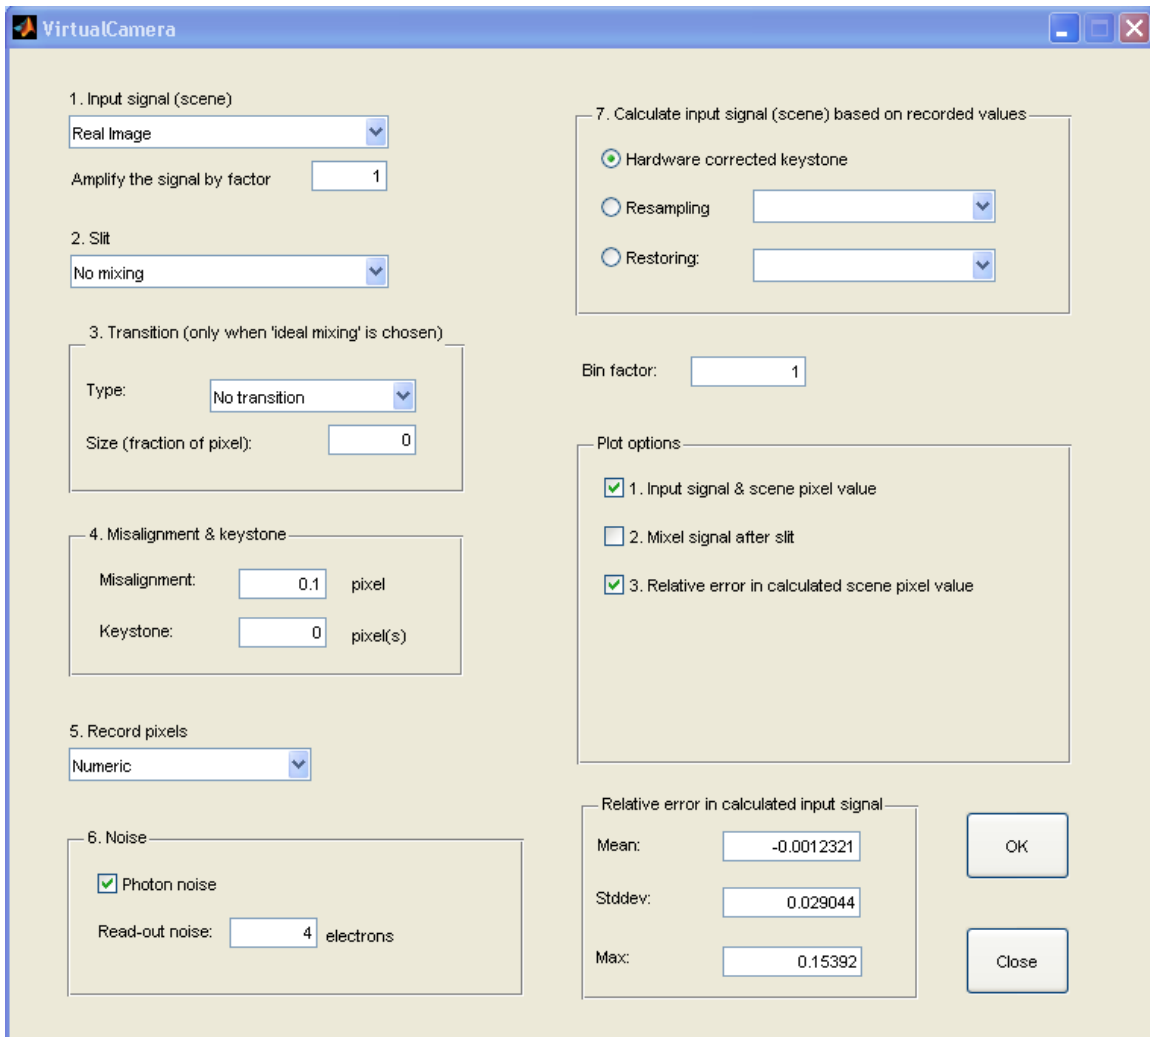 VirtualCamera
1. Input signal (scene)
Real Image
Amplify the signal by factor 1
2. Slit
No mixing
3. Transition (only when 'ideal mixing' is chosen)
Type: No transition
Size (fraction of pixel): 0
4. Misalignment & keystone
Misalignment: 0.1 pixel
Keystone: 0 pixel(s)
5. Record pixels
Numeric
6. Noise
Photon noise
Read-out noise: 4 electrons
7. Calculate input signal (scene) based on recorded values
Hardware corrected keystone
Resampling
Restoring:
Bin factor: 1
Plot options
1. Input signal & scene pixel value
2. Mixel signal after slit
3. Relative error in calculated scene pixel value
Relative error in calculated input signal
Mean: -0.0012321
Stddev: 0.029044
Max: 0.15392
OK
Close